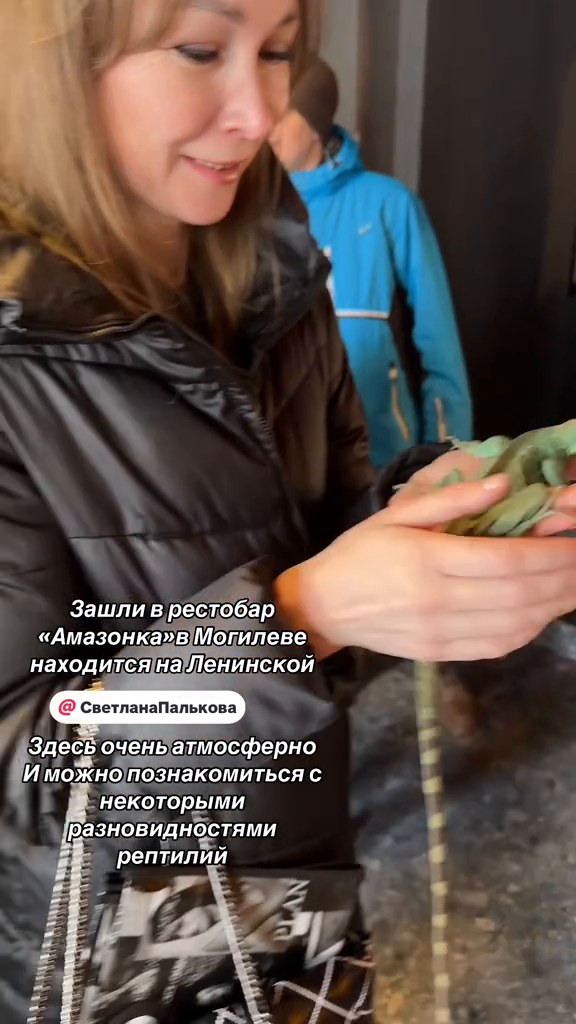 Зашли в рестобар
«Амазонка»в Могилеве
находится на Ленинской
@ СветланаПалькова
Здесь очень атмосферно
И можно познакомиться с
некоторыми
разновидностями
рептилий